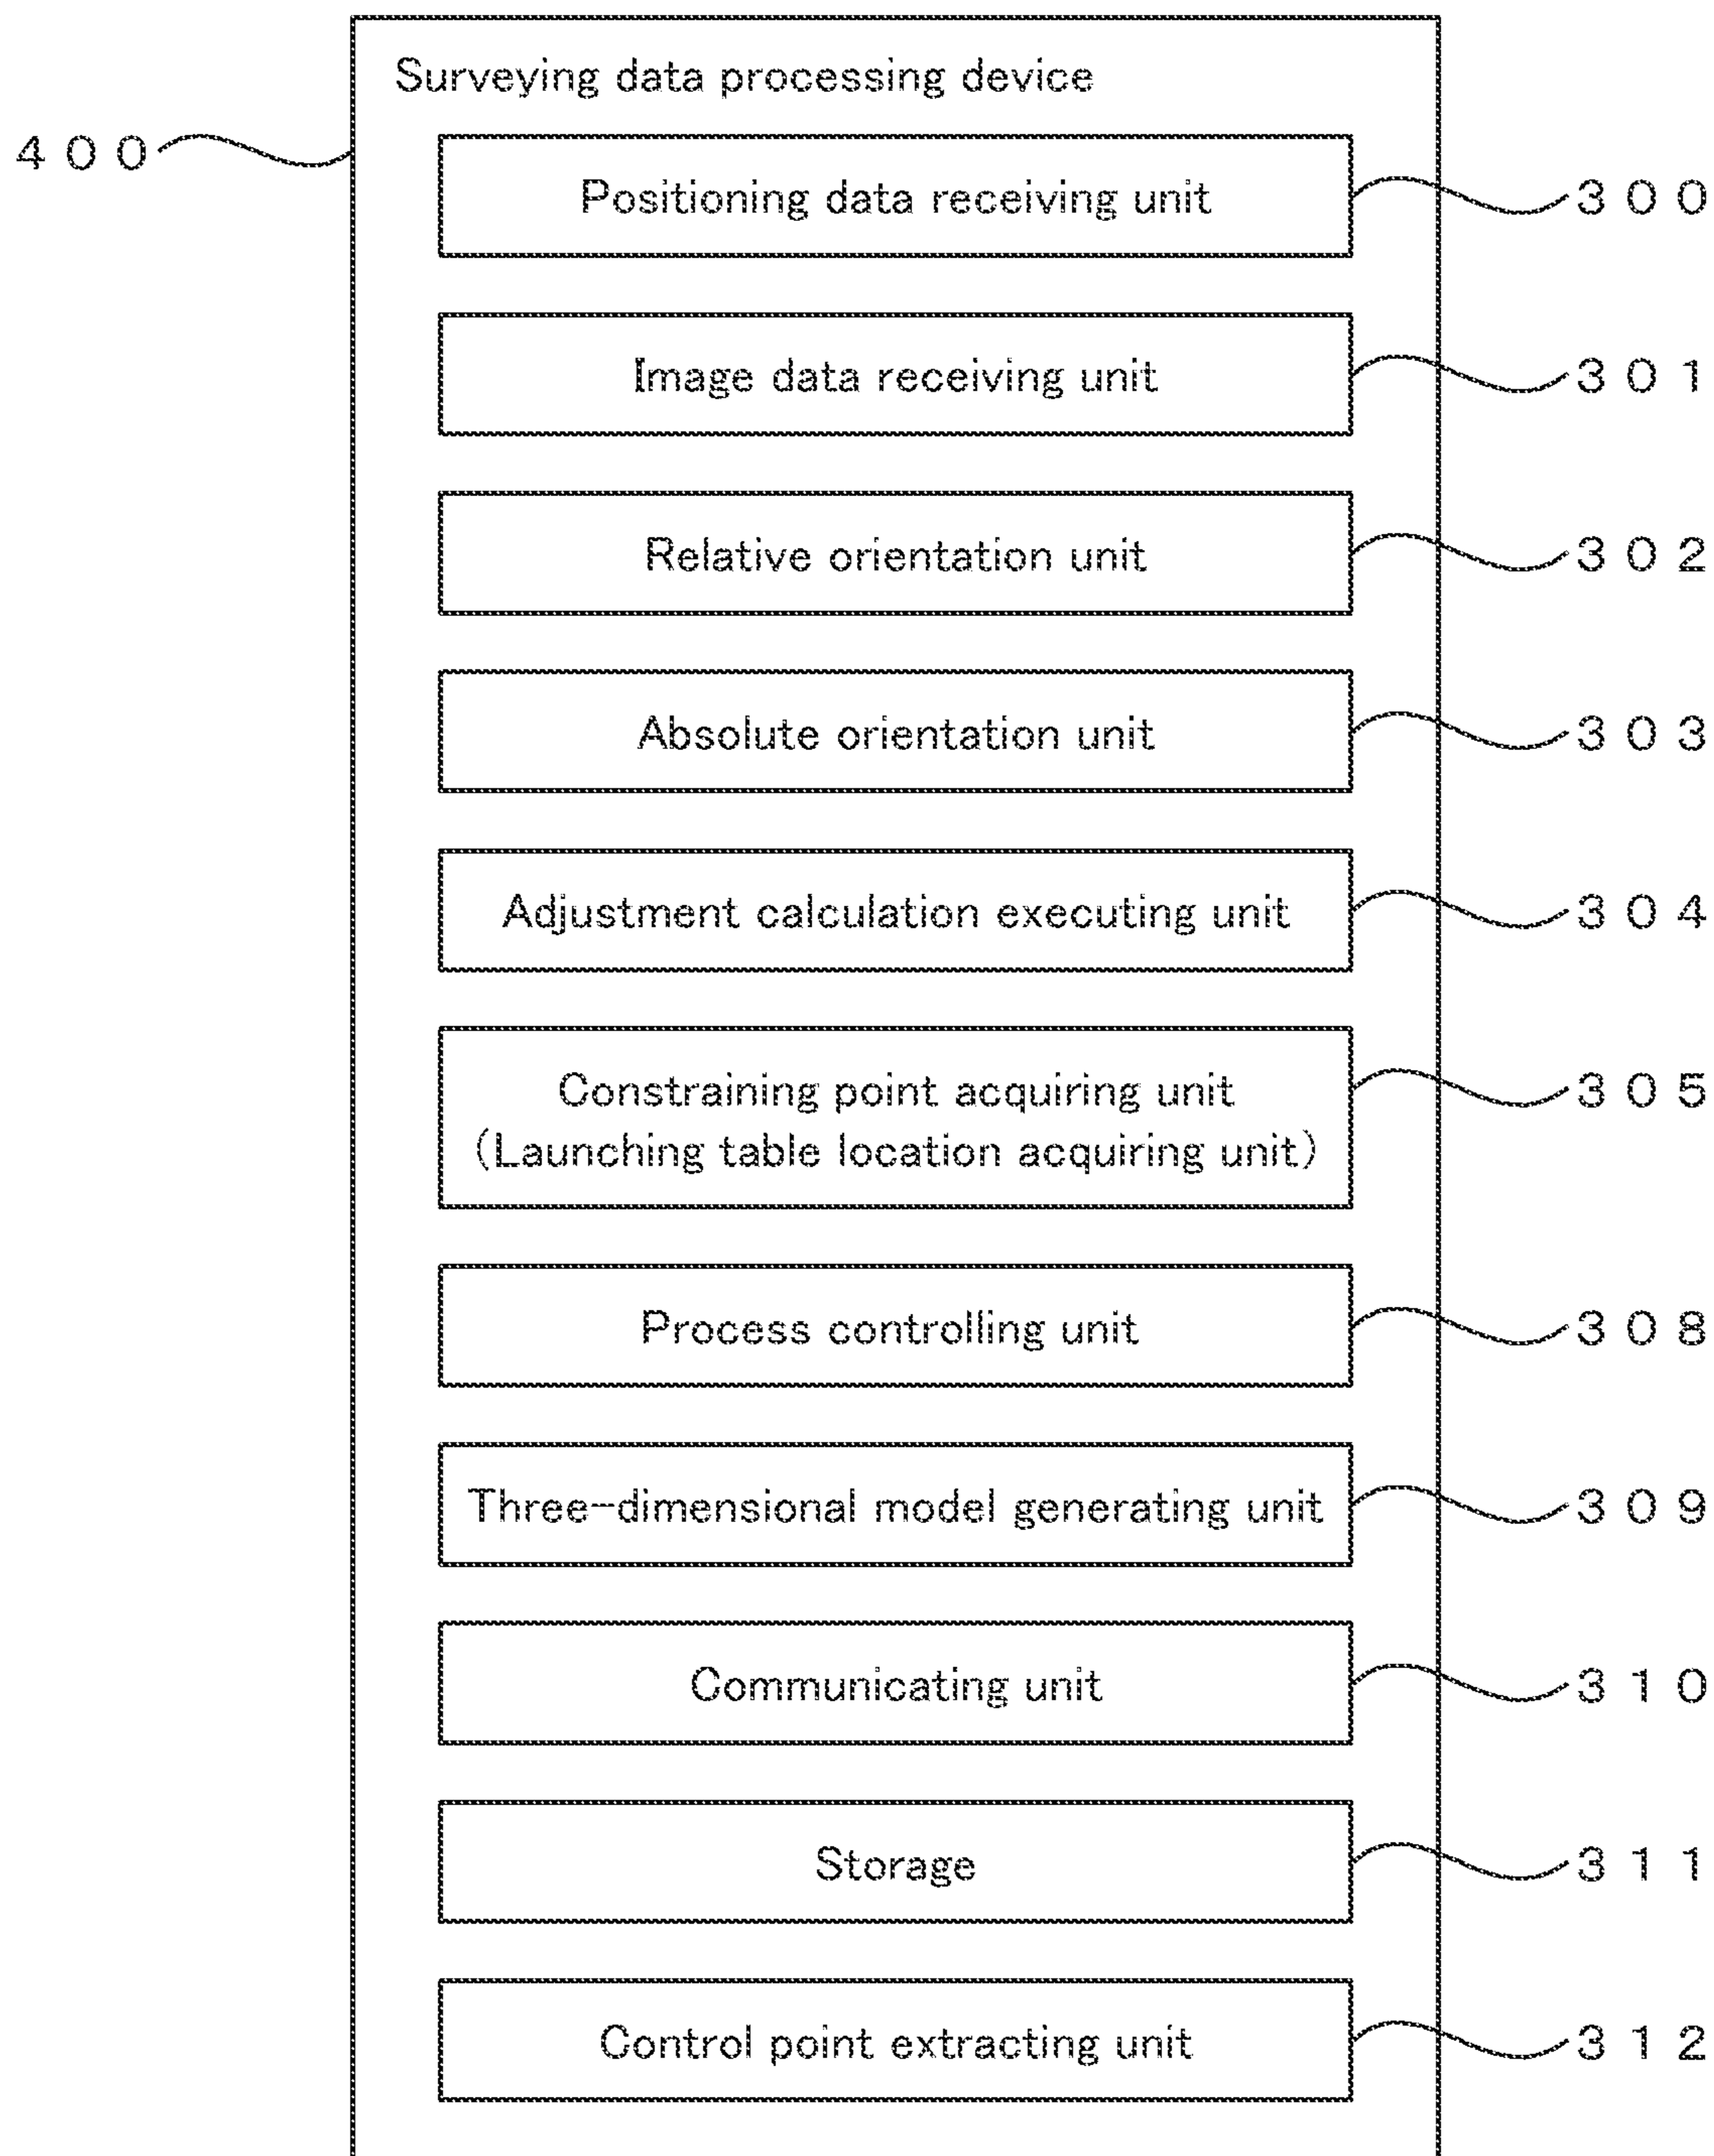 Surveying data processing device
400
Positioning data receiving unit
300
Image data receiving unit
301
Relative orientation unit
302
Absolute orientation unit
303
Adjustment calculation executing unit
304
Constraining point acquiring unit
305
(Launching table location acquiring unit)
Process controlling unit
308
Three-dimensional model generating unit
309
Communicating unit
310
Storage
311
Control point extracting unit
312